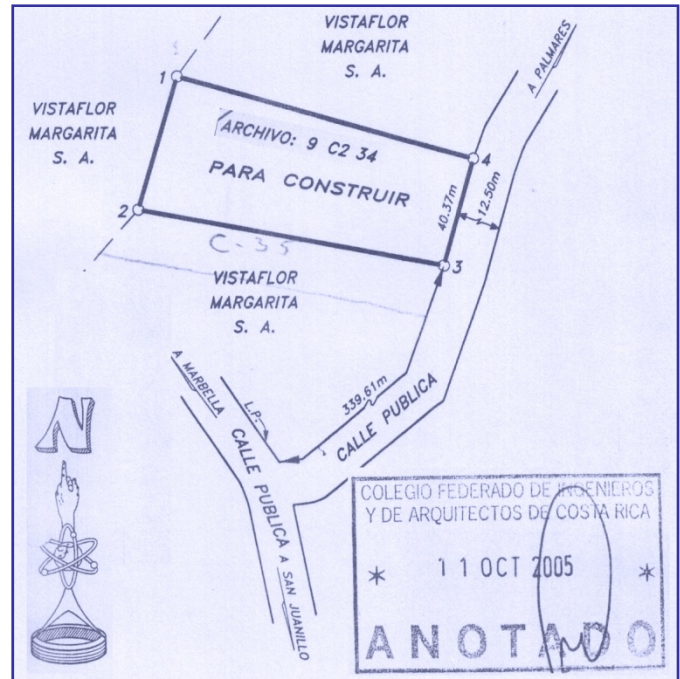 VISTAFLOR
MARGARITA
S. A.
A PALMARES
1
VISTAFLOR
MARGARITA
S. A.
ARCHIVO: 9 C2 34
4
PARA CONSTRUIR
40.37m
12.50m
2
C-35
3
VISTAFLOR
MARGARITA
S. A.
A MARBELLA
L.P.
339.61m
CALLE PUBLICA
CALLE PUBLICA
A SAN JUANILLO
N
COLEGIO FEDERADO DE INGENIEROS
Y DE ARQUITECTOS DE COSTA RICA
* 11 OCT 2005 *
ANOTADO